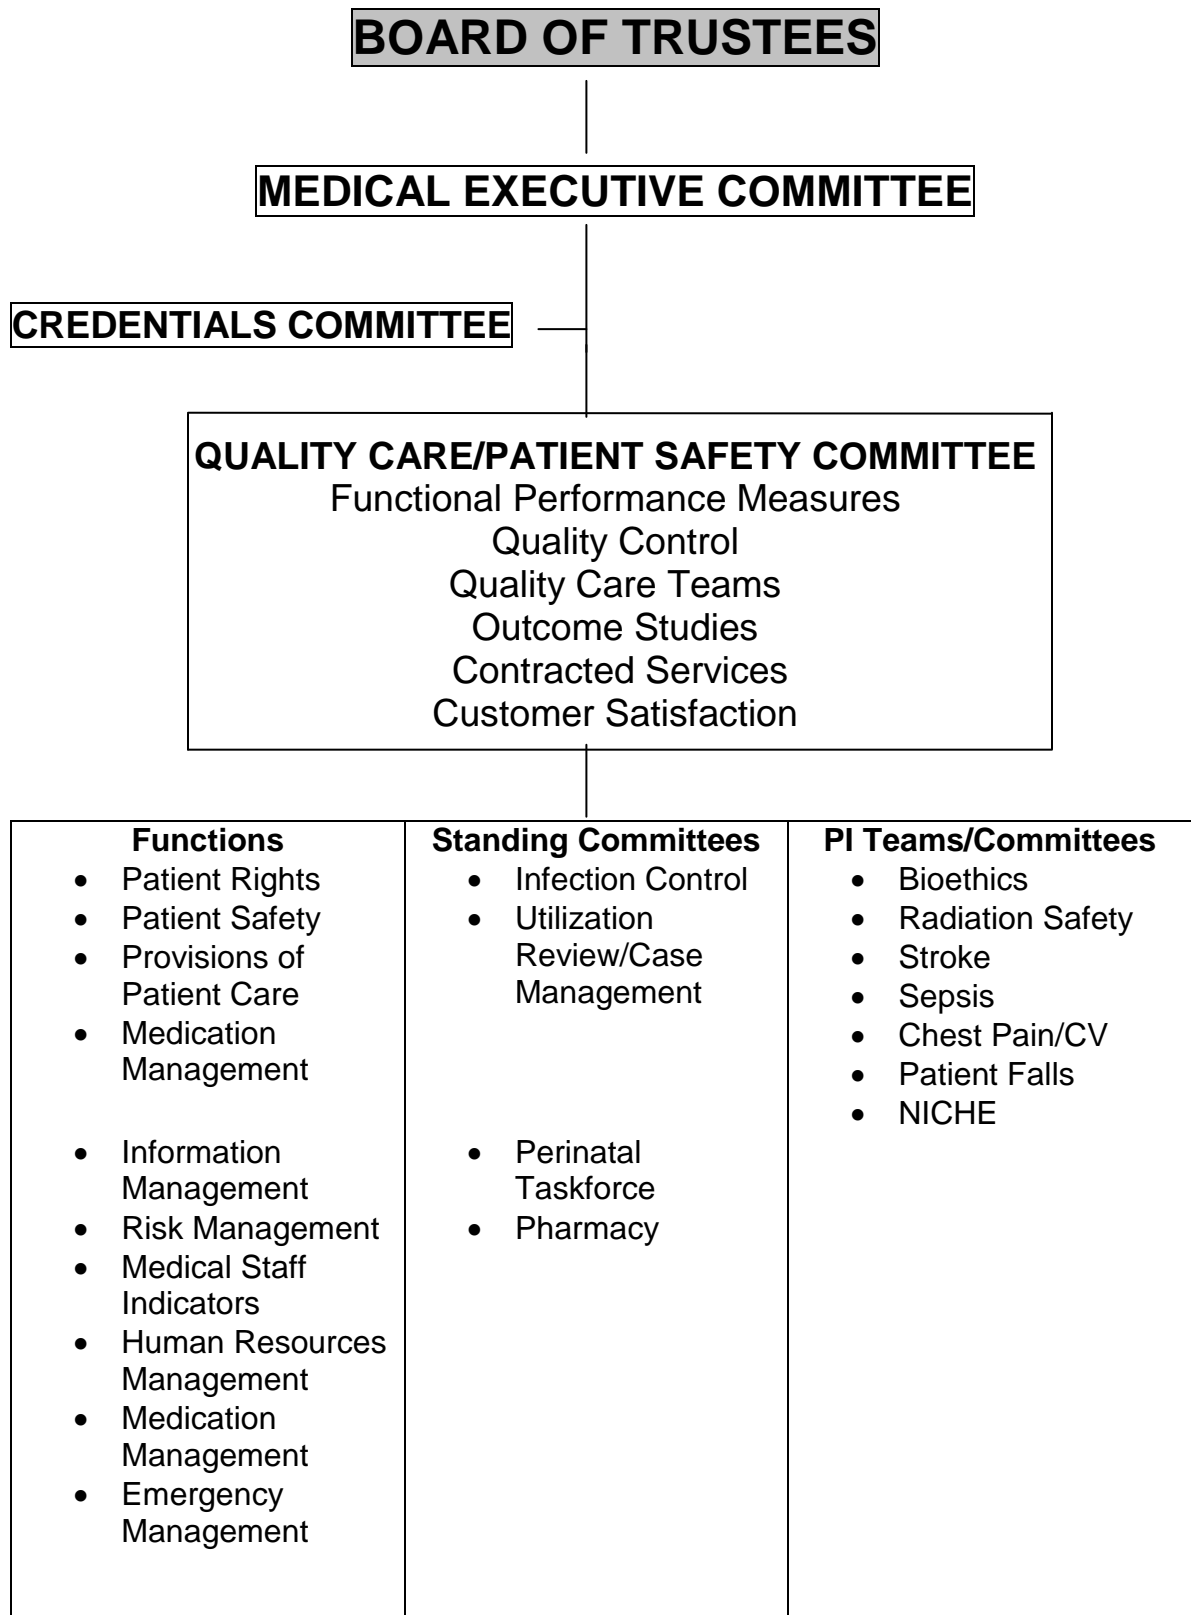 BOARD OF TRUSTEES
MEDICAL EXECUTIVE COMMITTEE
CREDENTIALS COMMITTEE
QUALITY CARE/PATIENT SAFETY COMMITTEE
Functional Performance Measures
Quality Control
Quality Care Teams
Outcome Studies
Contracted Services
Customer Satisfaction
Functions
• Patient Rights
• Patient Safety
• Provisions of
Patient Care
• Medication
Management
• Information
Management
• Risk Management
• Medical Staff
Indicators
• Human Resources
Management
• Medication
Management
• Emergency
Management
Standing Committees
• Infection Control
• Utilization
Review/Case
Management
• Perinatal
Taskforce
• Pharmacy
PI Teams/Committees
• Bioethics
• Radiation Safety
• Stroke
• Sepsis
• Chest Pain/CV
• Patient Falls
• NICHE